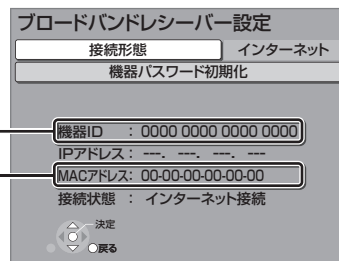 ブロードバンドレシーバー設定
接続形態 インターネット
機器パスワード初期化
機器ID : 0000 0000 0000 0000
IPアドレス : ---. ---. ---. ---
MACアドレス: 00-00-00-00-00-00
接続状態 : インターネット接続
決定
戻る